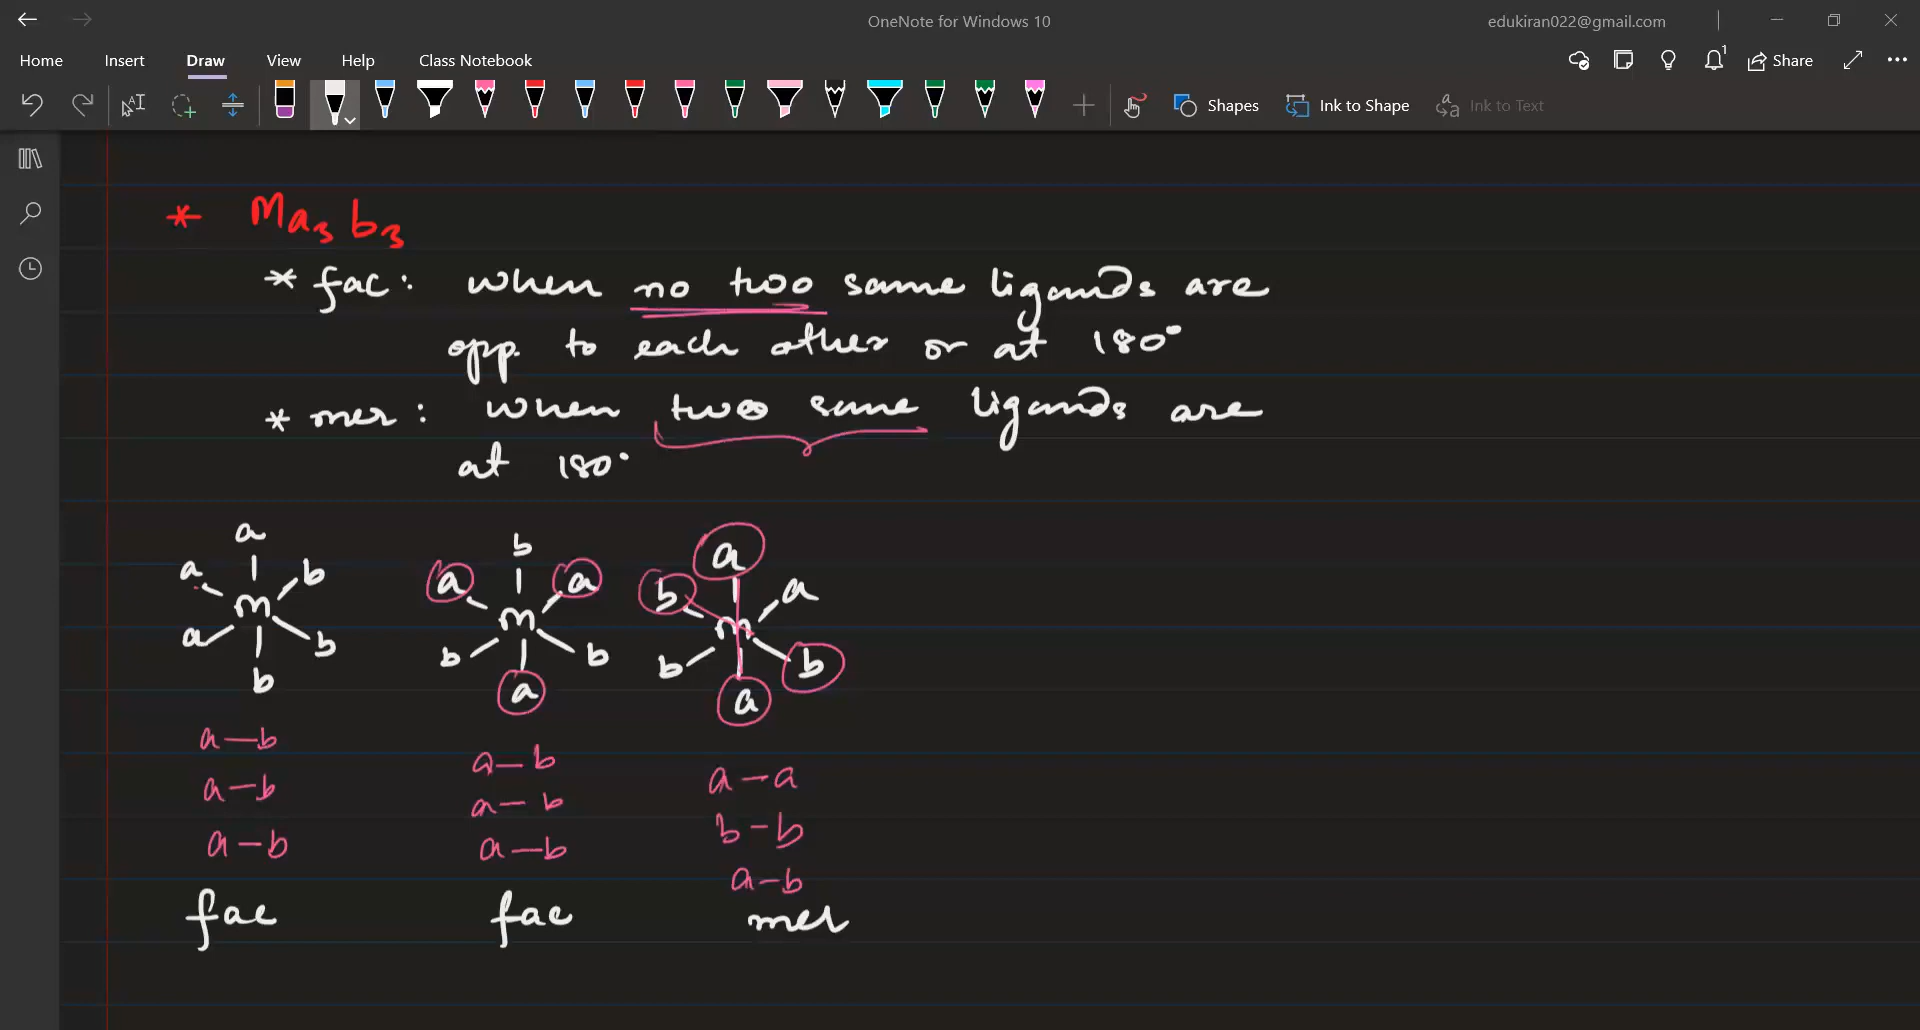 OneNote for Windows 10
edukiran022@gmail.com
Home Insert Draw View Help Class Notebook
1 Share
Shapes Ink to Shape Ink to Text
* Ma3 b3
* fac: when no two same ligands are
opp. to each other or at 180°
* mer: when two same ligands are
at 180°
a
a b
m
a b
b
b
a a
m
b b
a
a
b a
m
b b
a
a-b
a-b
a-b
fac
a-b
a-b
a-b
fac
a-a
b-b
a-b
mer